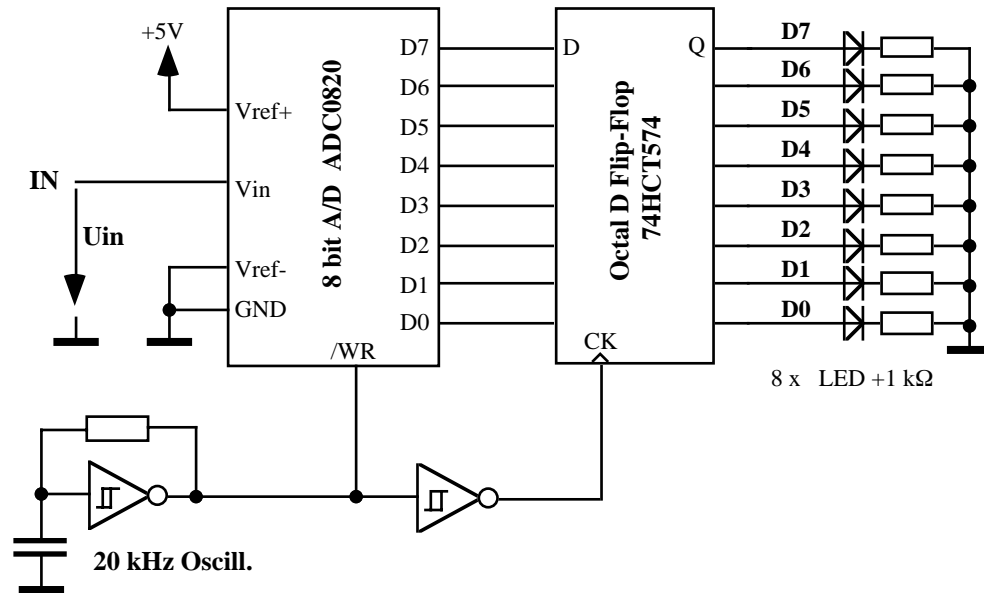 +5V
Vref+
IN
Vin
Uin
Vref-
GND
/WR
8 bit A/D ADC0820
D7
D6
D5
D4
D3
D2
D1
D0
D
Q
Octal D Flip-Flop
74HCT574
CK
D7
D6
D5
D4
D3
D2
D1
D0
8 x LED +1 kΩ
20 kHz Oscill.